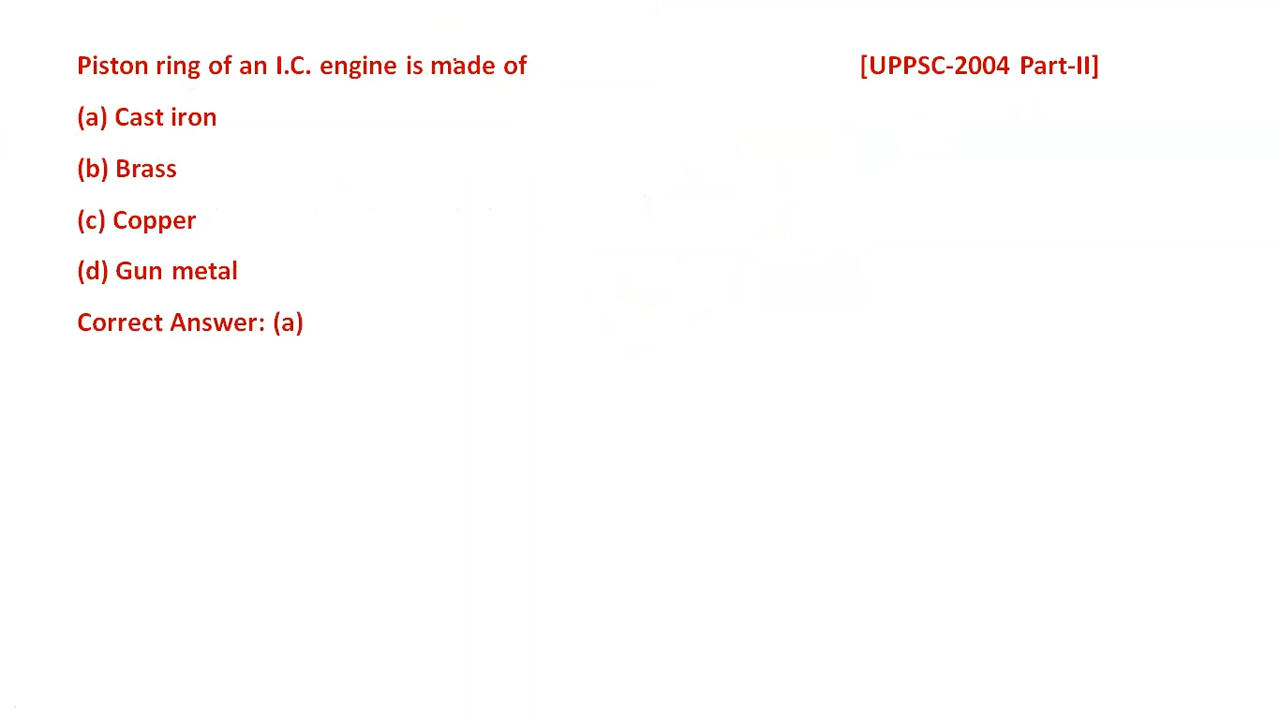 Piston ring of an I.C. engine is made of [UPPSC-2004 Part-II]
(a) Cast iron
(b) Brass
(c) Copper
(d) Gun metal
Correct Answer: (a)